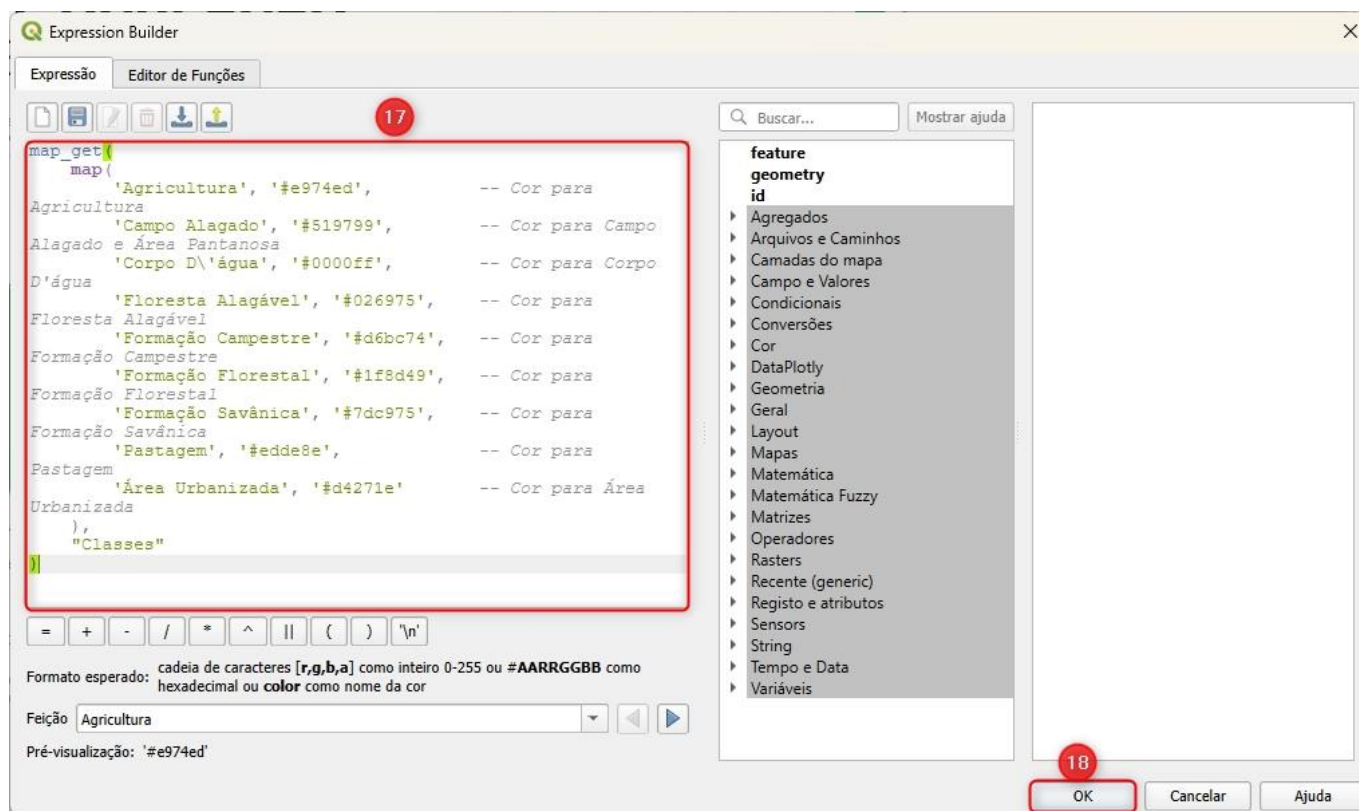 Expression Builder
Expressão Editor de Funções
17
map_get(
map(
'Agricultura', '#e974ed', -- Cor para
Agricultura
'Campo Alagado', '#519799', -- Cor para Campo
Alagado e Área Pantanosa
'Corpo D\'água', '#0000ff', -- Cor para Corpo
D'água
'Floresta Alagável', '#026975', -- Cor para
Floresta Alagável
'Formação Campestre', '#d6bc74', -- Cor para
Formação Campestre
'Formação Florestal', '#1f8d49', -- Cor para
Formação Florestal
'Formação Savânica', '#7dc975', -- Cor para
Formação Savânica
'Pastagem', '#edde8e', -- Cor para
Pastagem
'Área Urbanizada', '#d4271e' -- Cor para Área
Urbanizada
),
"Classes"
)
= + - / * ^ || ( ) '\n'
Formato esperado: cadeia de caracteres [r,g,b,a] como inteiro 0-255 ou #AARRGGBB como
hexadecimal ou color como nome da cor
Feição Agricultura
Pré-visualização: '#e974ed'
Buscar... Mostrar ajuda
feature
geometry
id
Agregados
Arquivos e Caminhos
Camadas do mapa
Campo e Valores
Condicionais
Conversões
Cor
DataPlotly
Geometria
Geral
Layout
Mapas
Matemática
Matemática Fuzzy
Matrizes
Operadores
Rasters
Recente (generic)
Registo e atributos
Sensors
String
Tempo e Data
Variáveis
18
OK Cancelar Ajuda